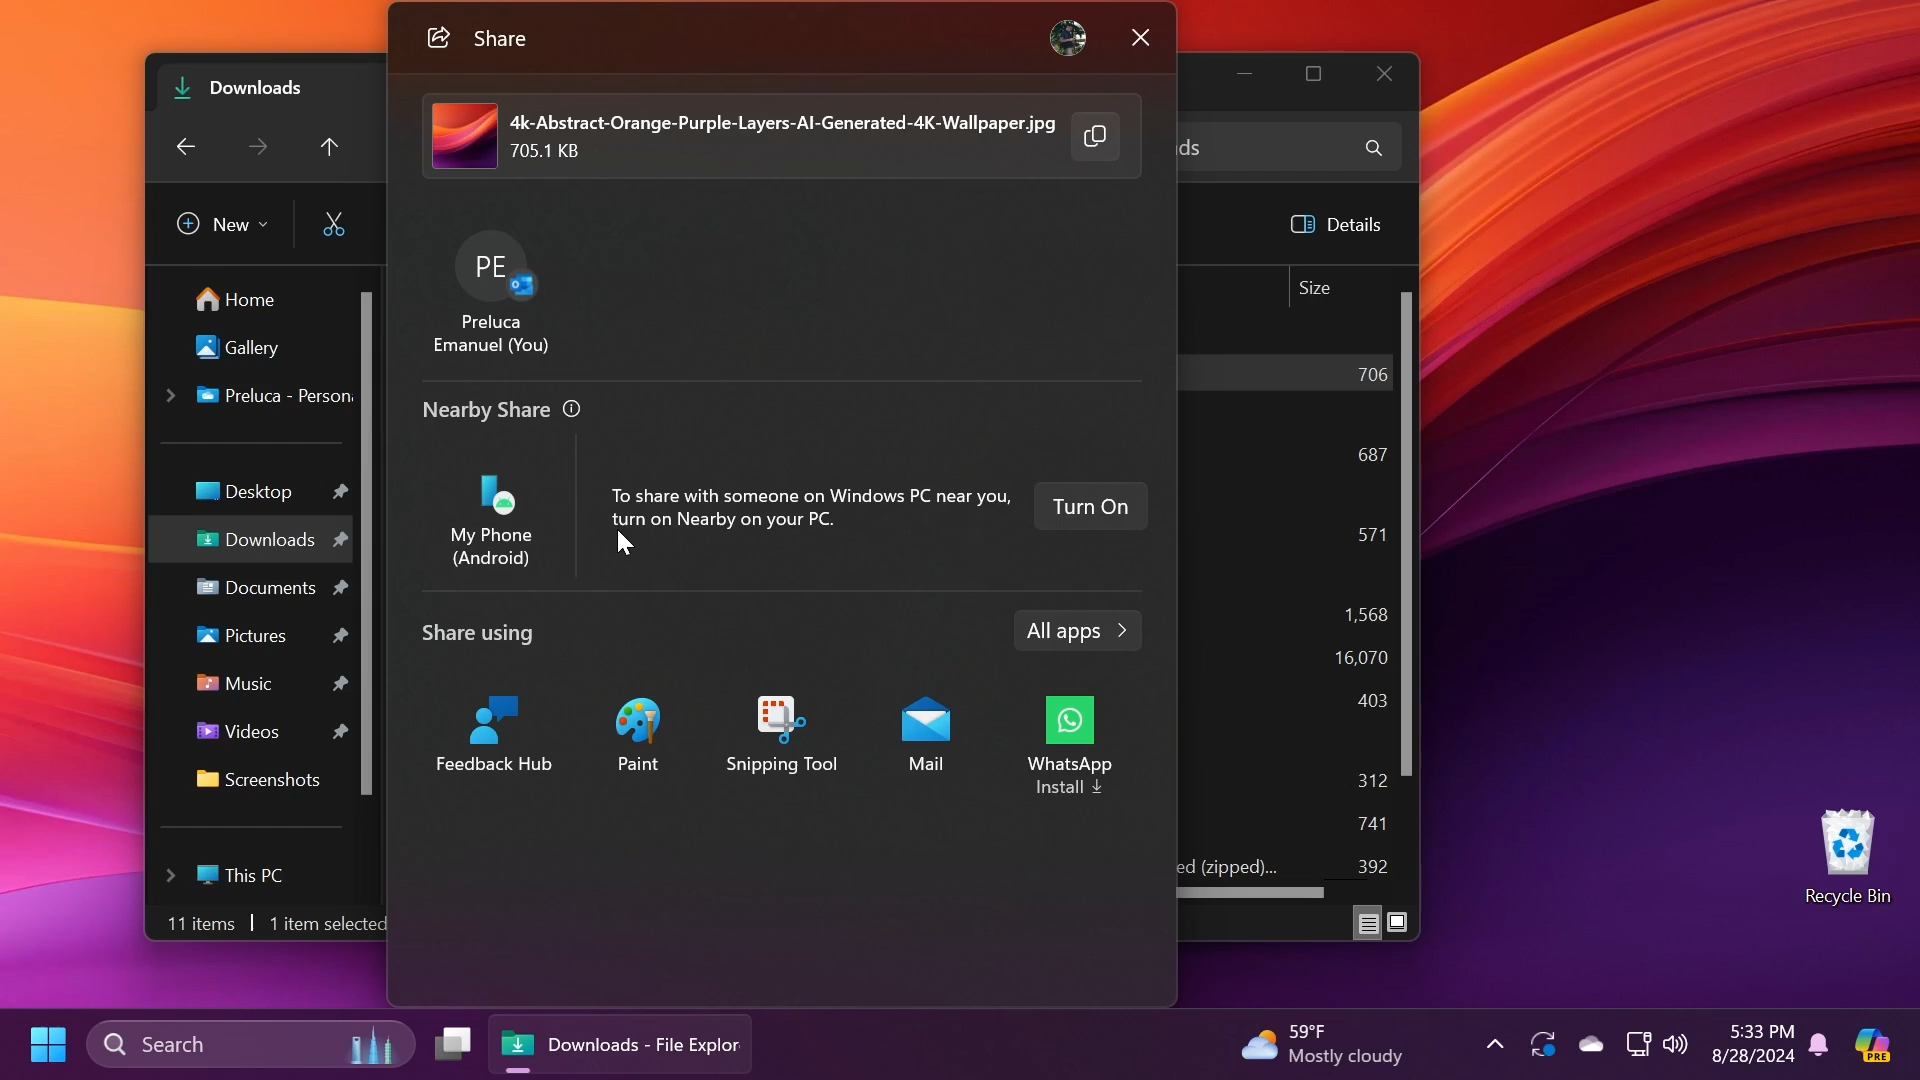 Share
Downloads
4k-Abstract-Orange-Purple-Layers-AI-Generated-4K-Wallpaper.jpg
705.1 KB
ds
New
Details
PE
Preluca
Emanuel (You)
Home
Gallery
Preluca - Persona
Desktop
Downloads
Documents
Pictures
Music
Videos
Screenshots
This PC
11 items
1 item selected
Nearby Share
My Phone
(Android)
To share with someone on Windows PC near you,
turn on Nearby on your PC.
Turn On
Share using
All apps
Feedback Hub
Paint
Snipping Tool
Mail
WhatsApp
Install
Size
706
687
571
1,568
16,070
403
312
741
ed (zipped)...
392
Recycle Bin
Search
Downloads - File Explor
59°F
Mostly cloudy
5:33 PM
8/28/2024
PRE